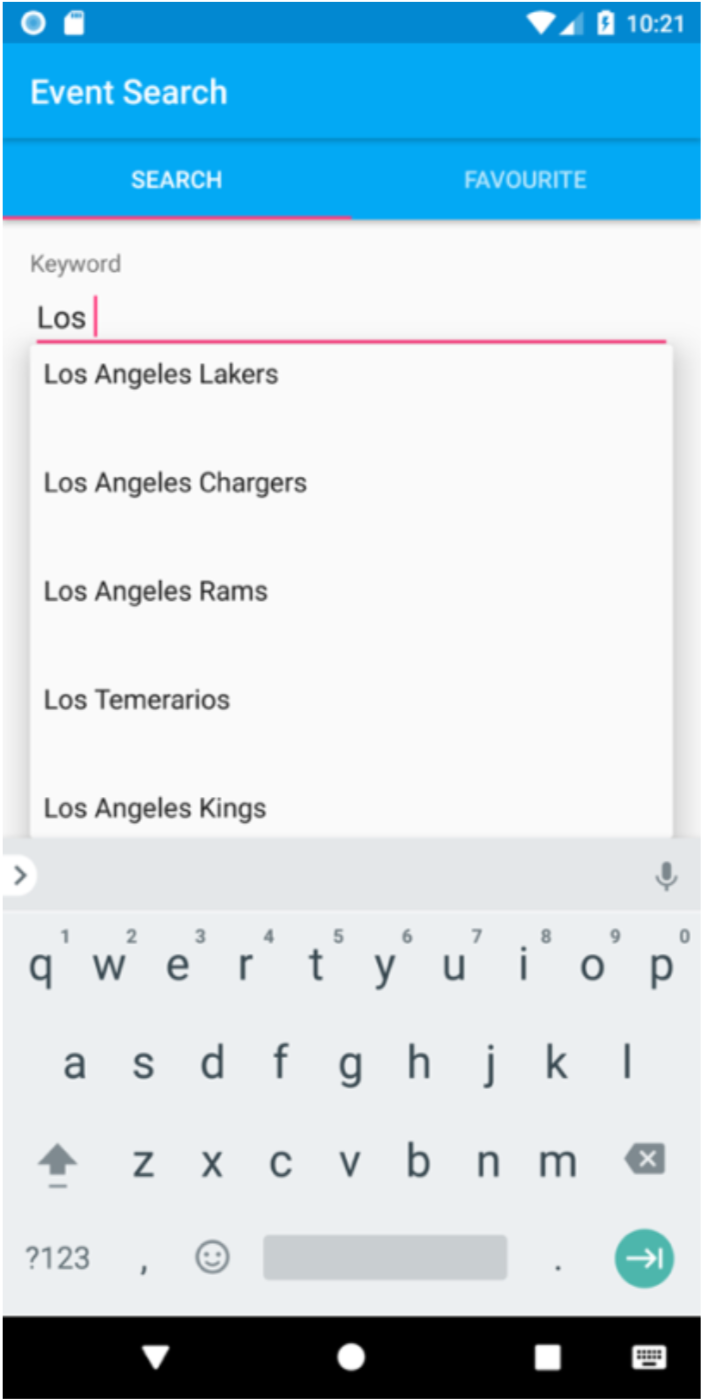 10:21
Event Search
SEARCH FAVOURITE
Keyword
Los
Los Angeles Lakers
Los Angeles Chargers
Los Angeles Rams
Los Temerarios
Los Angeles Kings
1 2 3 4 5 6 7 8 9 0
q w e r t y u i o p
a s d f g h j k l
z x c v b n m
?123 , .